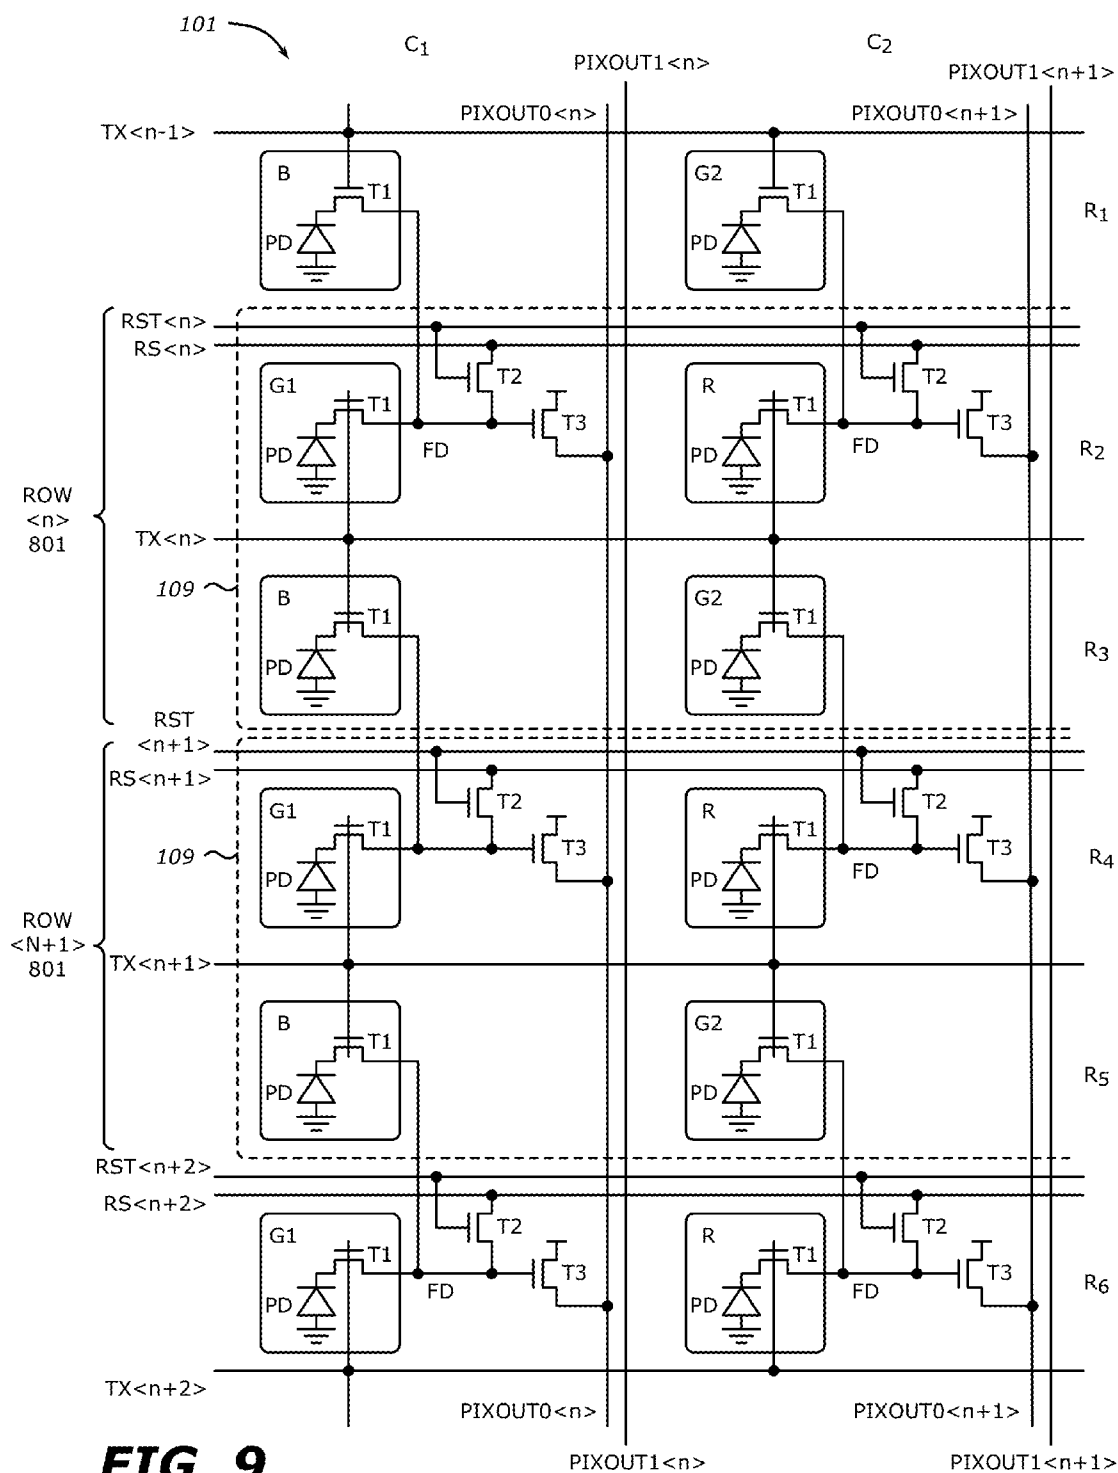 101
C1
C2
PIXOUT1<n>
PIXOUT1<n+1>
PIXOUT0<n>
PIXOUT0<n+1>
TX<n-1>
B
T1
PD
G2
T1
PD
R1
RST<n>
RS<n>
G1
T1
PD
FD
T2
T3
R
T1
PD
FD
T2
T3
R2
ROW
<n>
801
TX<n>
109
B
T1
PD
G2
T1
PD
R3
RST
<n+1>
RS<n+1>
G1
T1
PD
T2
T3
R
T1
PD
FD
T2
T3
R4
109
ROW
<N+1>
801
TX<n+1>
B
T1
PD
G2
T1
PD
R5
RST<n+2>
RS<n+2>
G1
T1
PD
FD
T2
T3
R
T1
PD
FD
T2
T3
R6
TX<n+2>
PIXOUT0<n>
PIXOUT0<n+1>
FIG. 9
PIXOUT1<n>
PIXOUT1<n+1>